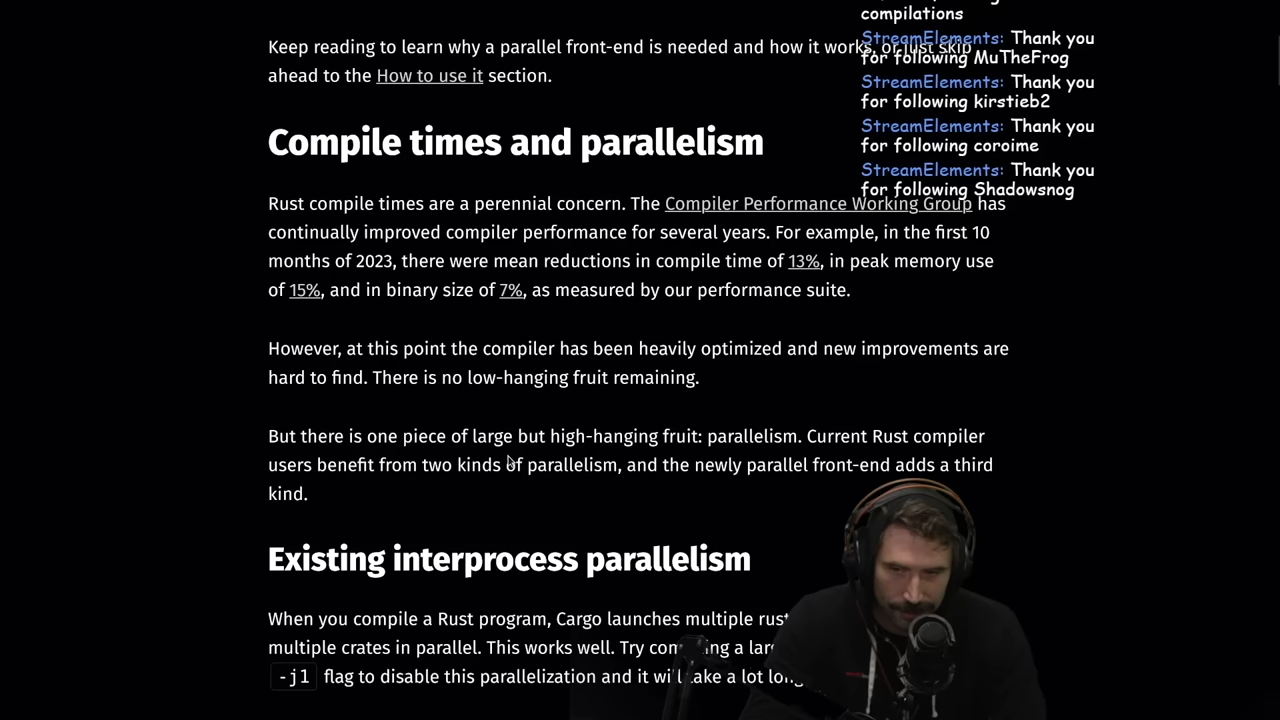 Keep reading to learn why a parallel front-end is needed and how it works, or just skip
ahead to the How to use it section.
Compile times and parallelism
Rust compile times are a perennial concern. The Compiler Performance Working Group has
continually improved compiler performance for several years. For example, in the first 10
months of 2023, there were mean reductions in compile time of 13%, in peak memory use
of 15%, and in binary size of 7%, as measured by our performance suite.
However, at this point the compiler has been heavily optimized and new improvements are
hard to find. There is no low-hanging fruit remaining.
But there is one piece of large but high-hanging fruit: parallelism. Current Rust compiler
users benefit from two kinds of parallelism, and the newly parallel front-end adds a third
kind.
Existing interprocess parallelism
When you compile a Rust program, Cargo launches multiple
multiple crates in parallel. This works well. Try compiling a
-j1 flag to disable this parallelization and it will take a lot
compilations
StreamElements: Thank you
for following MuTheFrog
StreamElements: Thank you
for following kirstieb2
StreamElements: Thank you
for following coroime
StreamElements: Thank you
for following Shadowsnog